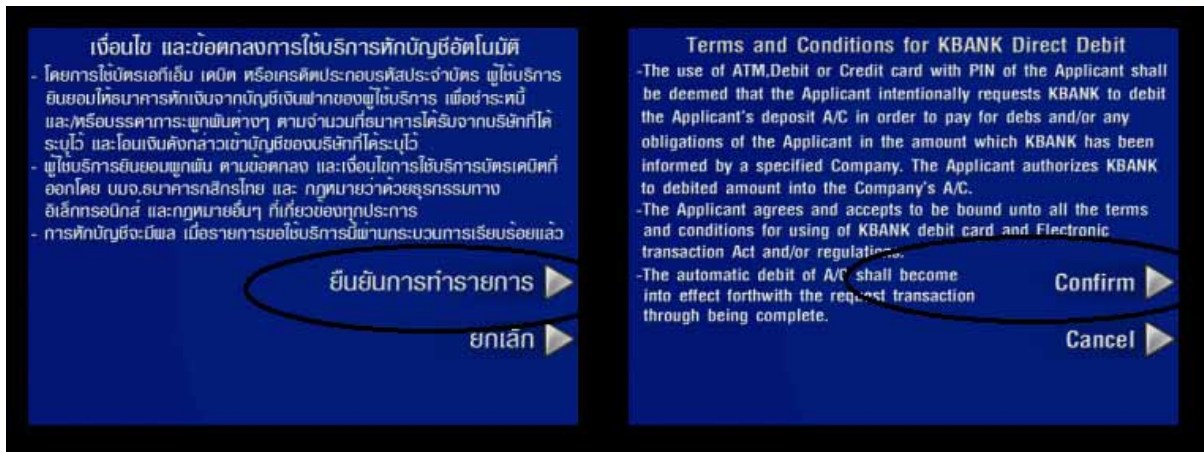 เงื่อนไข และข้อตกลงการใช้บริการหักบัญชีอัตโนมัติ
- โดยการใช้บัตรเอทีเอ็ม เดบิต หรือเครดิตประกอบรหัสประจำบัตร ผู้ใช้บริการ
ยินยอมให้ธนาคารหักเงินจากบัญชีเงินฝากของผู้ใช้บริการ เพื่อชำระหนี้
และ/หรือบรรดาภาระผูกพันต่างๆ ตามจำนวนที่ธนาคารได้รับจากบริษัทที่ได้
ระบุไว้ และโอนเงินดังกล่าวเข้าบัญชีของบริษัทที่ได้ระบุไว้
- ผู้ใช้บริการยินยอมผูกพัน ตามข้อตกลง และเงื่อนไขการใช้บริการบัตรเดบิตที่
ออกโดย บมจ.ธนาคารกสิกรไทย และ กฎหมายว่าด้วยธุรกรรมทาง
อิเล็กทรอนิกส์ และกฎหมายอื่นๆ ที่เกี่ยวข้องทุกประการ
- การหักบัญชีจะมีผล เมื่อรายการขอใช้บริการนี้ผ่านกระบวนการเรียบร้อยแล้ว
ยืนยันการทำรายการ
ยกเลิก
Terms and Conditions for KBANK Direct Debit
-The use of ATM,Debit or Credit card with PIN of the Applicant shall
be deemed that the Applicant intentionally requests KBANK to debit
the Applicant's deposit A/C in order to pay for debs and/or any
obligations of the Applicant in the amount which KBANK has been
informed by a specified Company. The Applicant authorizes KBANK
to debited amount into the Company's A/C.
-The Applicant agrees and accepts to be bound unto all the terms
and conditions for using of KBANK debit card and Electronic
transaction Act and/or regulations.
-The automatic debit of A/C shall become
into effect forthwith the request transaction
through being complete.
Confirm
Cancel